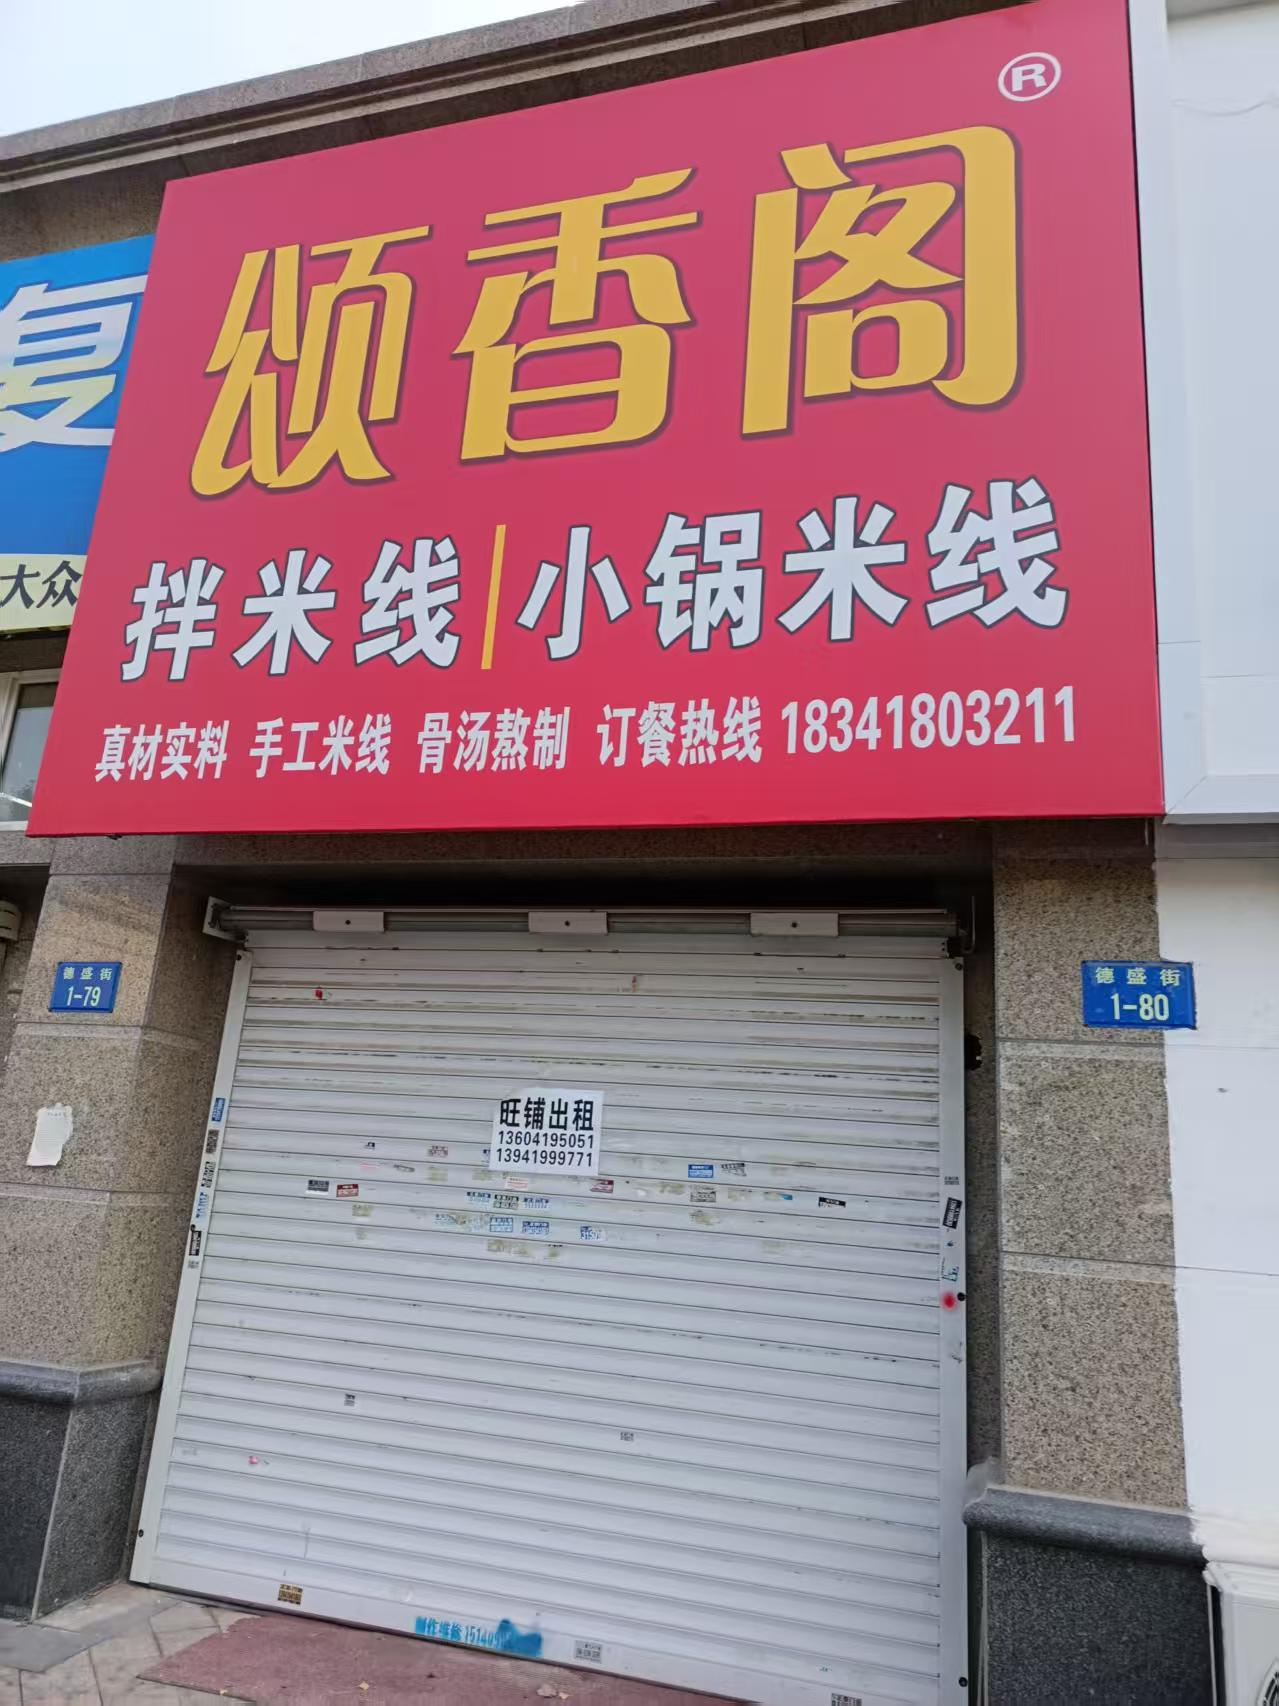 ®
颂香阁
拌米线|小锅米线
真材实料 手工米线 骨汤熬制 订餐热线 18341803211
复
大众
德盛街
1-79
德盛街
1-80
旺铺出租
13604195051
13941999771